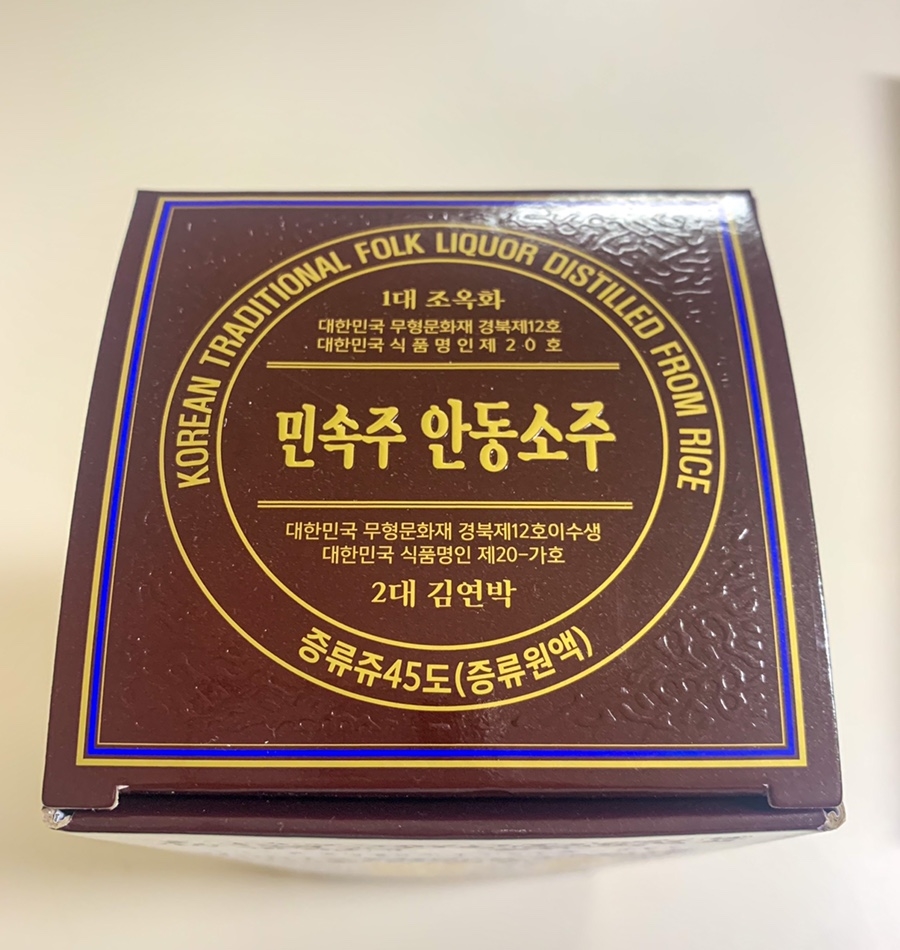 KOREAN TRADITIONAL FOLK LIQUOR DISTILLED FROM RICE
1대 조옥화
대한민국 무형문화재 경북제12호
대한민국 식 품 명 인 제 2 0 호
민속주 안동소주
대한민국 무형문화재 경북제12호이수생
대한민국 식품명인 제20-가호
2대 김연박
증류쥬45도(증류원액)